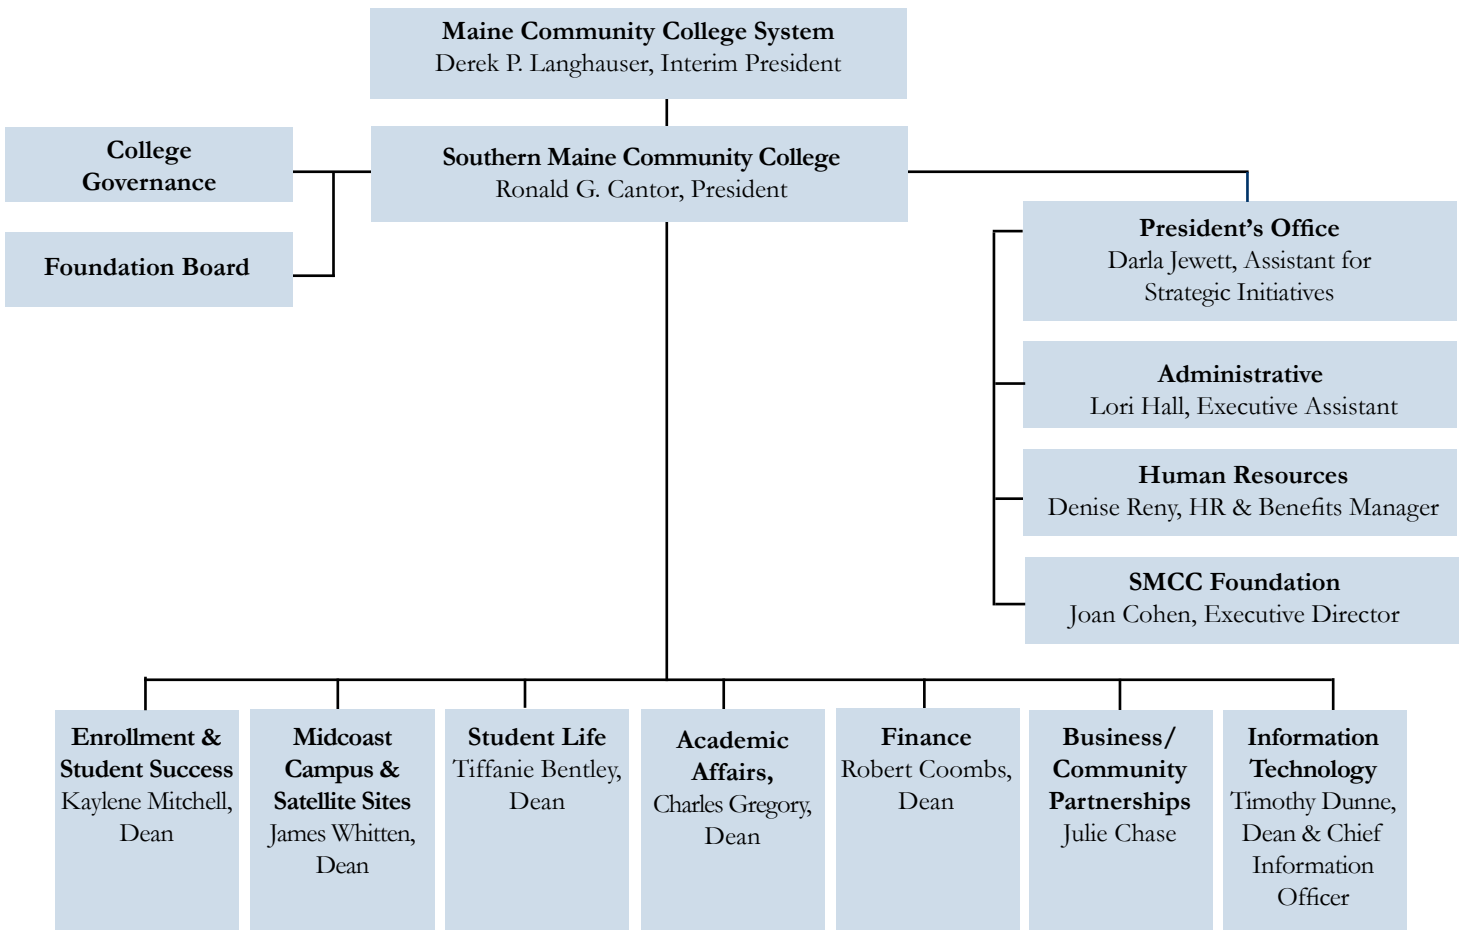 Maine Community College System
Derek P. Langhauser, Interim President
College
Governance
Southern Maine Community College
Ronald G. Cantor, President
Foundation Board
President’s Office
Darla Jewett, Assistant for
Strategic Initiatives
Administrative
Lori Hall, Executive Assistant
Human Resources
Denise Reny, HR & Benefits Manager
SMCC Foundation
Joan Cohen, Executive Director
Enrollment &
Student Success
Kaylene Mitchell,
Dean
Midcoast
Campus &
Satellite Sites
James Whitten,
Dean
Student Life
Tiffanie Bentley,
Dean
Academic
Affairs,
Charles Gregory,
Dean
Finance
Robert Coombs,
Dean
Business/
Community
Partnerships
Julie Chase
Information
Technology
Timothy Dunne,
Dean & Chief
Information
Officer